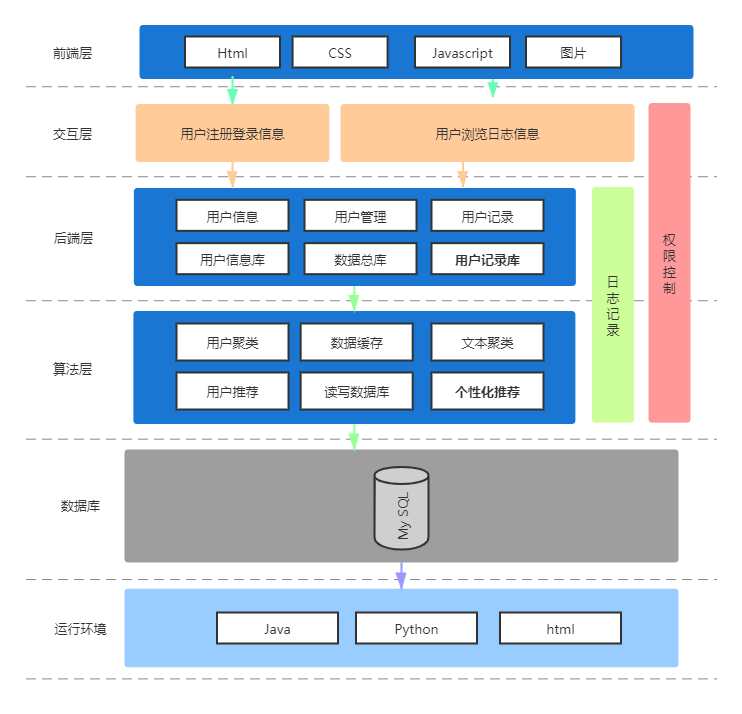 前端层
Html
CSS
Javascript
图片
交互层
用户注册登录信息
用户浏览日志信息
权限控制
后端层
用户信息
用户管理
用户记录
用户信息库
数据总库
用户记录库
日志记录
算法层
用户聚类
数据缓存
文本聚类
用户推荐
读写数据库
个性化推荐
数据库
My SQL
运行环境
Java
Python
html